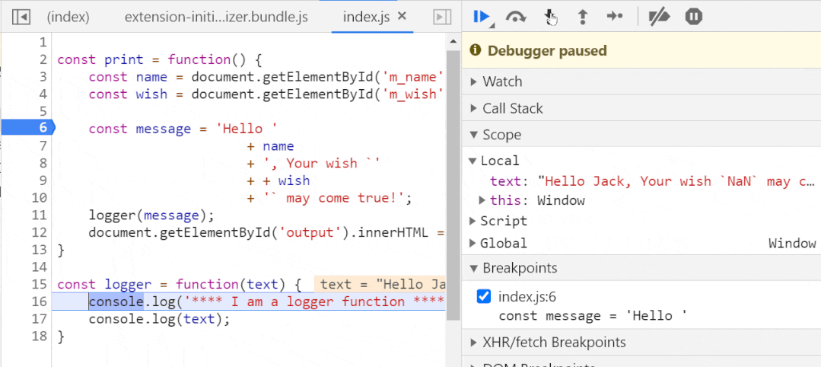 (index) extension-initi…izer.bundle.js index.js ×
1
2 const print = function() {
3 const name = document.getElementById('m_name'
4 const wish = document.getElementById('m_wish'
5
6 const message = 'Hello '
7 + name
8 + ', Your wish `'
9 + + wish
10 + '` may come true!';
11 logger(message);
12 document.getElementById('output').innerHTML =
13 }
14
15 const logger = function(text) { text = "Hello Ja
16 console.log('**** I am a logger function ****
17 console.log(text);
18 }
Debugger paused
Watch
Call Stack
Scope
Local
text: "Hello Jack, Your wish `NaN` may c…
this: Window
Script
Global Window
Breakpoints
index.js:6
const message = 'Hello '
XHR/fetch Breakpoints
DOM Breakpoints